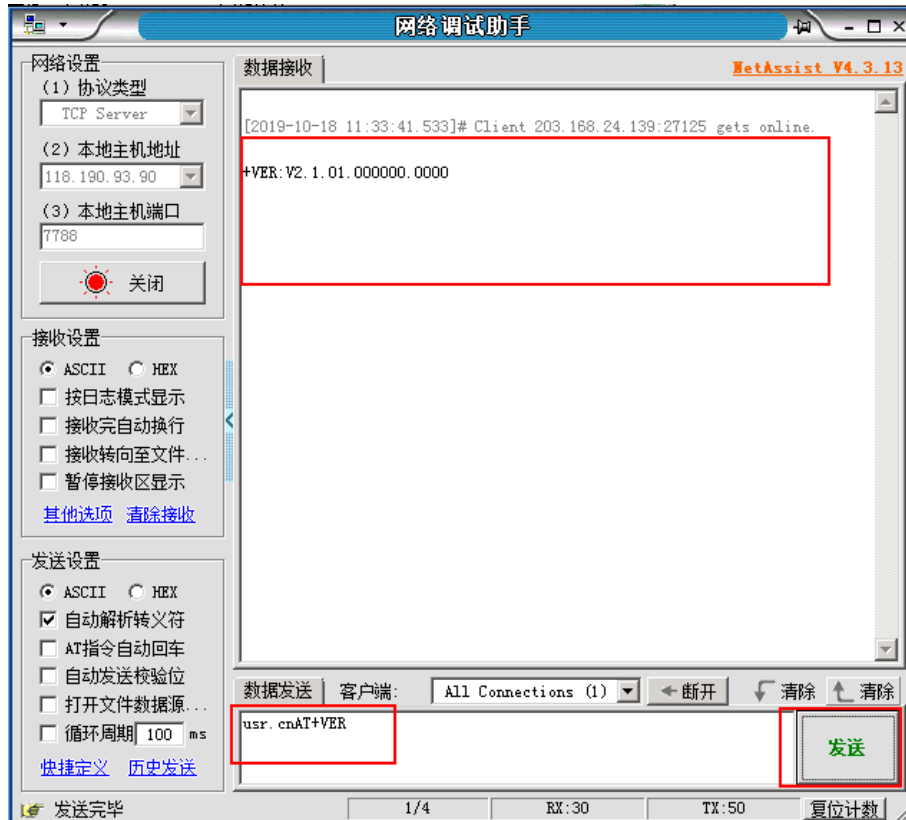 网络调试助手
网络设置
(1) 协议类型
TCP Server
(2) 本地主机地址
118.190.93.90
(3) 本地主机端口
7788
关闭
接收设置
ASCII HEX
按日志模式显示
接收完自动换行
接收转向至文件...
暂停接收区显示
其他选项 清除接收
发送设置
ASCII HEX
自动解析转义符
AT指令自动回车
自动发送校验位
打开文件数据源...
循环周期 100 ms
快捷定义 历史发送
数据接收
NetAssist V4.3.13
[2019-10-18 11:33:41.533]# Client 203.168.24.139:27125 gets online.
+VER:V2.1.01.000000.0000
数据发送 客户端: All Connections (1) 断开 清除 清除
usr.cnAT+VER
发送
发送完毕 1/4 RX:30 TX:50 复位计数